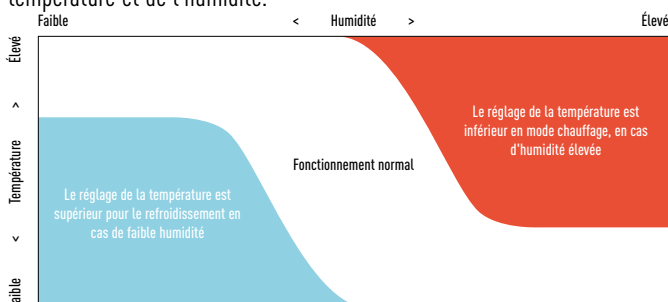 température et de l'humidité.
Faible < Humidité > Élevé
Élevé
< Température >
Le réglage de la température est
inférieur en mode chauffage, en cas
d'humidité élevée
Fonctionnement normal
Le réglage de la température est
supérieur pour le refroidissement en
cas de faible humidité